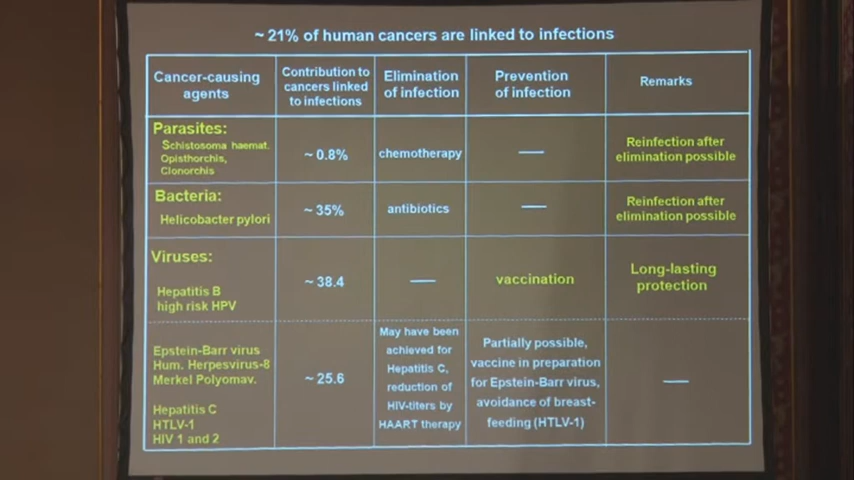 ~ 21% of human cancers are linked to infections
Cancer-causing
agents
Contribution to
cancers linked
to infections
Elimination
of infection
Prevention
of infection
Remarks
Parasites:
Schistosoma haemat.
Opisthorchis,
Clonorchis
~ 0.8%
chemotherapy
—
Reinfection after
elimination possible
Bacteria:
Helicobacter pylori
~ 35%
antibiotics
—
Reinfection after
elimination possible
Viruses:
Hepatitis B
high risk HPV
~ 38.4
—
vaccination
Long-lasting
protection
Epstein-Barr virus
Hum. Herpesvirus-8
Merkel Polyomav.
Hepatitis C
HTLV-1
HIV 1 and 2
~ 25.6
May have been
achieved for
Hepatitis C,
reduction of
HIV-titers by
HAART therapy
Partially possible,
vaccine in preparation
for Epstein-Barr virus,
avoidance of breast-
feeding (HTLV-1)
—